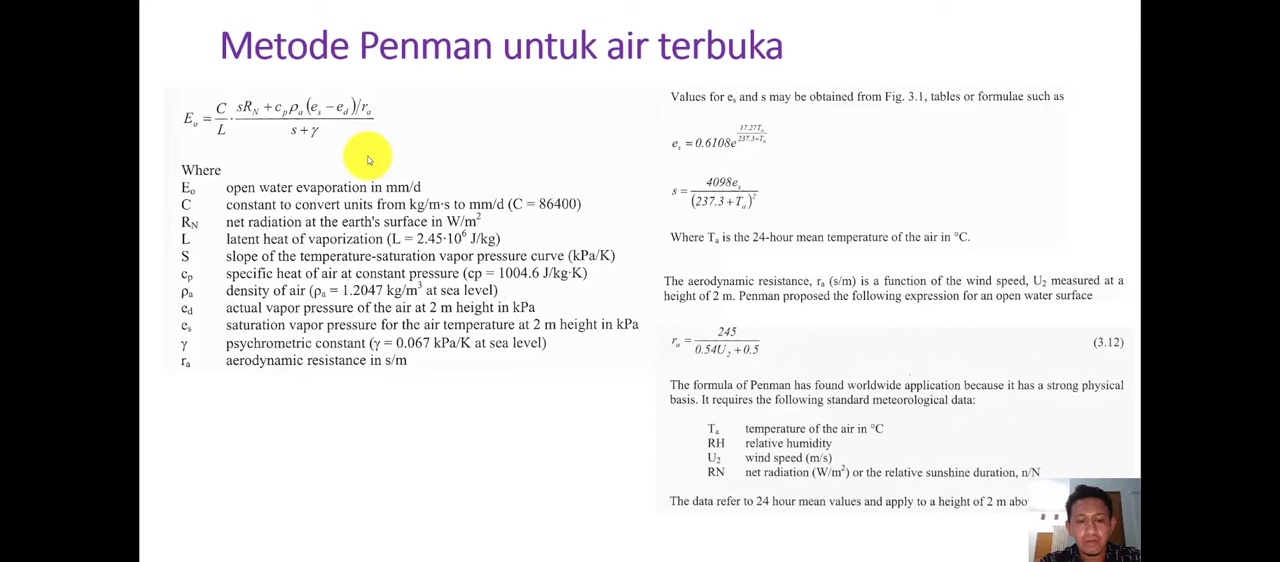 Metode Penman untuk air terbuka
E_o = C/L · (sR_N + c_pρ_a(e_s − e_d)/r_a)/(s + γ)
Where
E_o open water evaporation in mm/d
C constant to convert units from kg/m·s to mm/d (C = 86400)
R_N net radiation at the earth's surface in W/m²
L latent heat of vaporization (L = 2.45·10⁶ J/kg)
S slope of the temperature-saturation vapor pressure curve (kPa/K)
c_p specific heat of air at constant pressure (cp = 1004.6 J/kg·K)
ρ_a density of air (ρ_a = 1.2047 kg/m³ at sea level)
e_d actual vapor pressure of the air at 2 m height in kPa
e_s saturation vapor pressure for the air temperature at 2 m height in kPa
γ psychrometric constant (γ = 0.067 kPa/K at sea level)
r_a aerodynamic resistance in s/m
Values for e_s and s may be obtained from Fig. 3.1, tables or formulae such as
e_s = 0.6108e^(17.27T_a/(237.3+T_a))
s = 4098e_s/(237.3 + T_a)²
Where T_a is the 24-hour mean temperature of the air in °C.
The aerodynamic resistance, r_a (s/m) is a function of the wind speed, U_2 measured at a
height of 2 m. Penman proposed the following expression for an open water surface
r_a = 245/(0.54U_2 + 0.5) (3.12)
The formula of Penman has found worldwide application because it has a strong physical
basis. It requires the following standard meteorological data:
T_a temperature of the air in °C
RH relative humidity
U_2 wind speed (m/s)
RN net radiation (W/m²) or the relative sunshine duration, n/N
The data refer to 24 hour mean values and apply to a height of 2 m